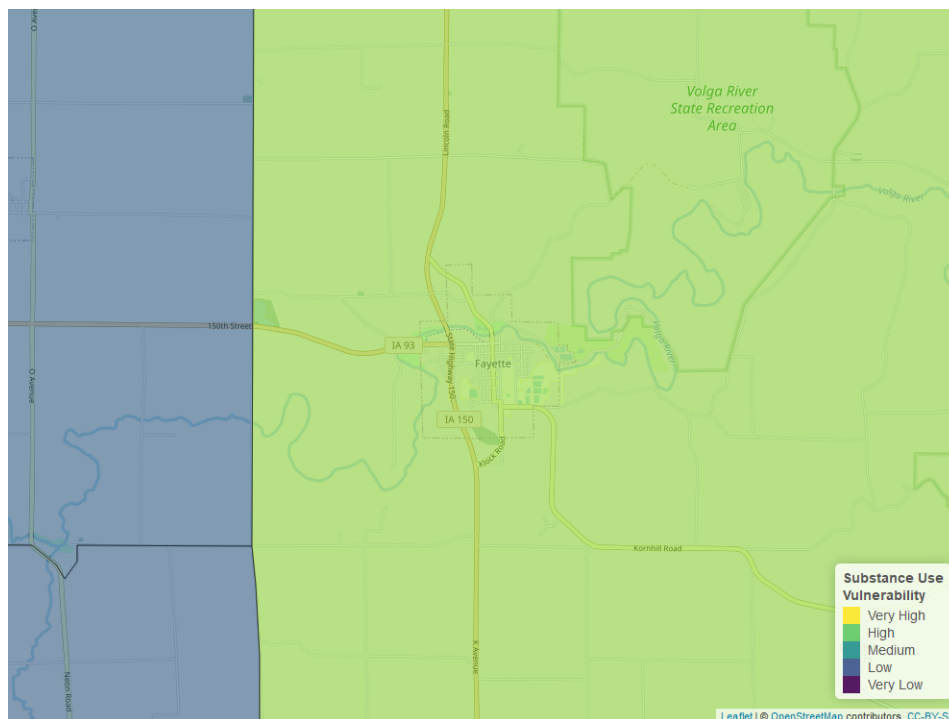 O Ave
Lincoln Road
Volga River
State Recreation
Area
Volga River
O Avenue
150th Street
IA 93
State Highway 150
Fayette
Volga River
IA 150
Klock Road
Kornhill Road
K Avenue
Neon Road
Substance Use
Vulnerability
Very High
High
Medium
Low
Very Low
Leaflet | © OpenStreetMap contributors, CC-BY-S